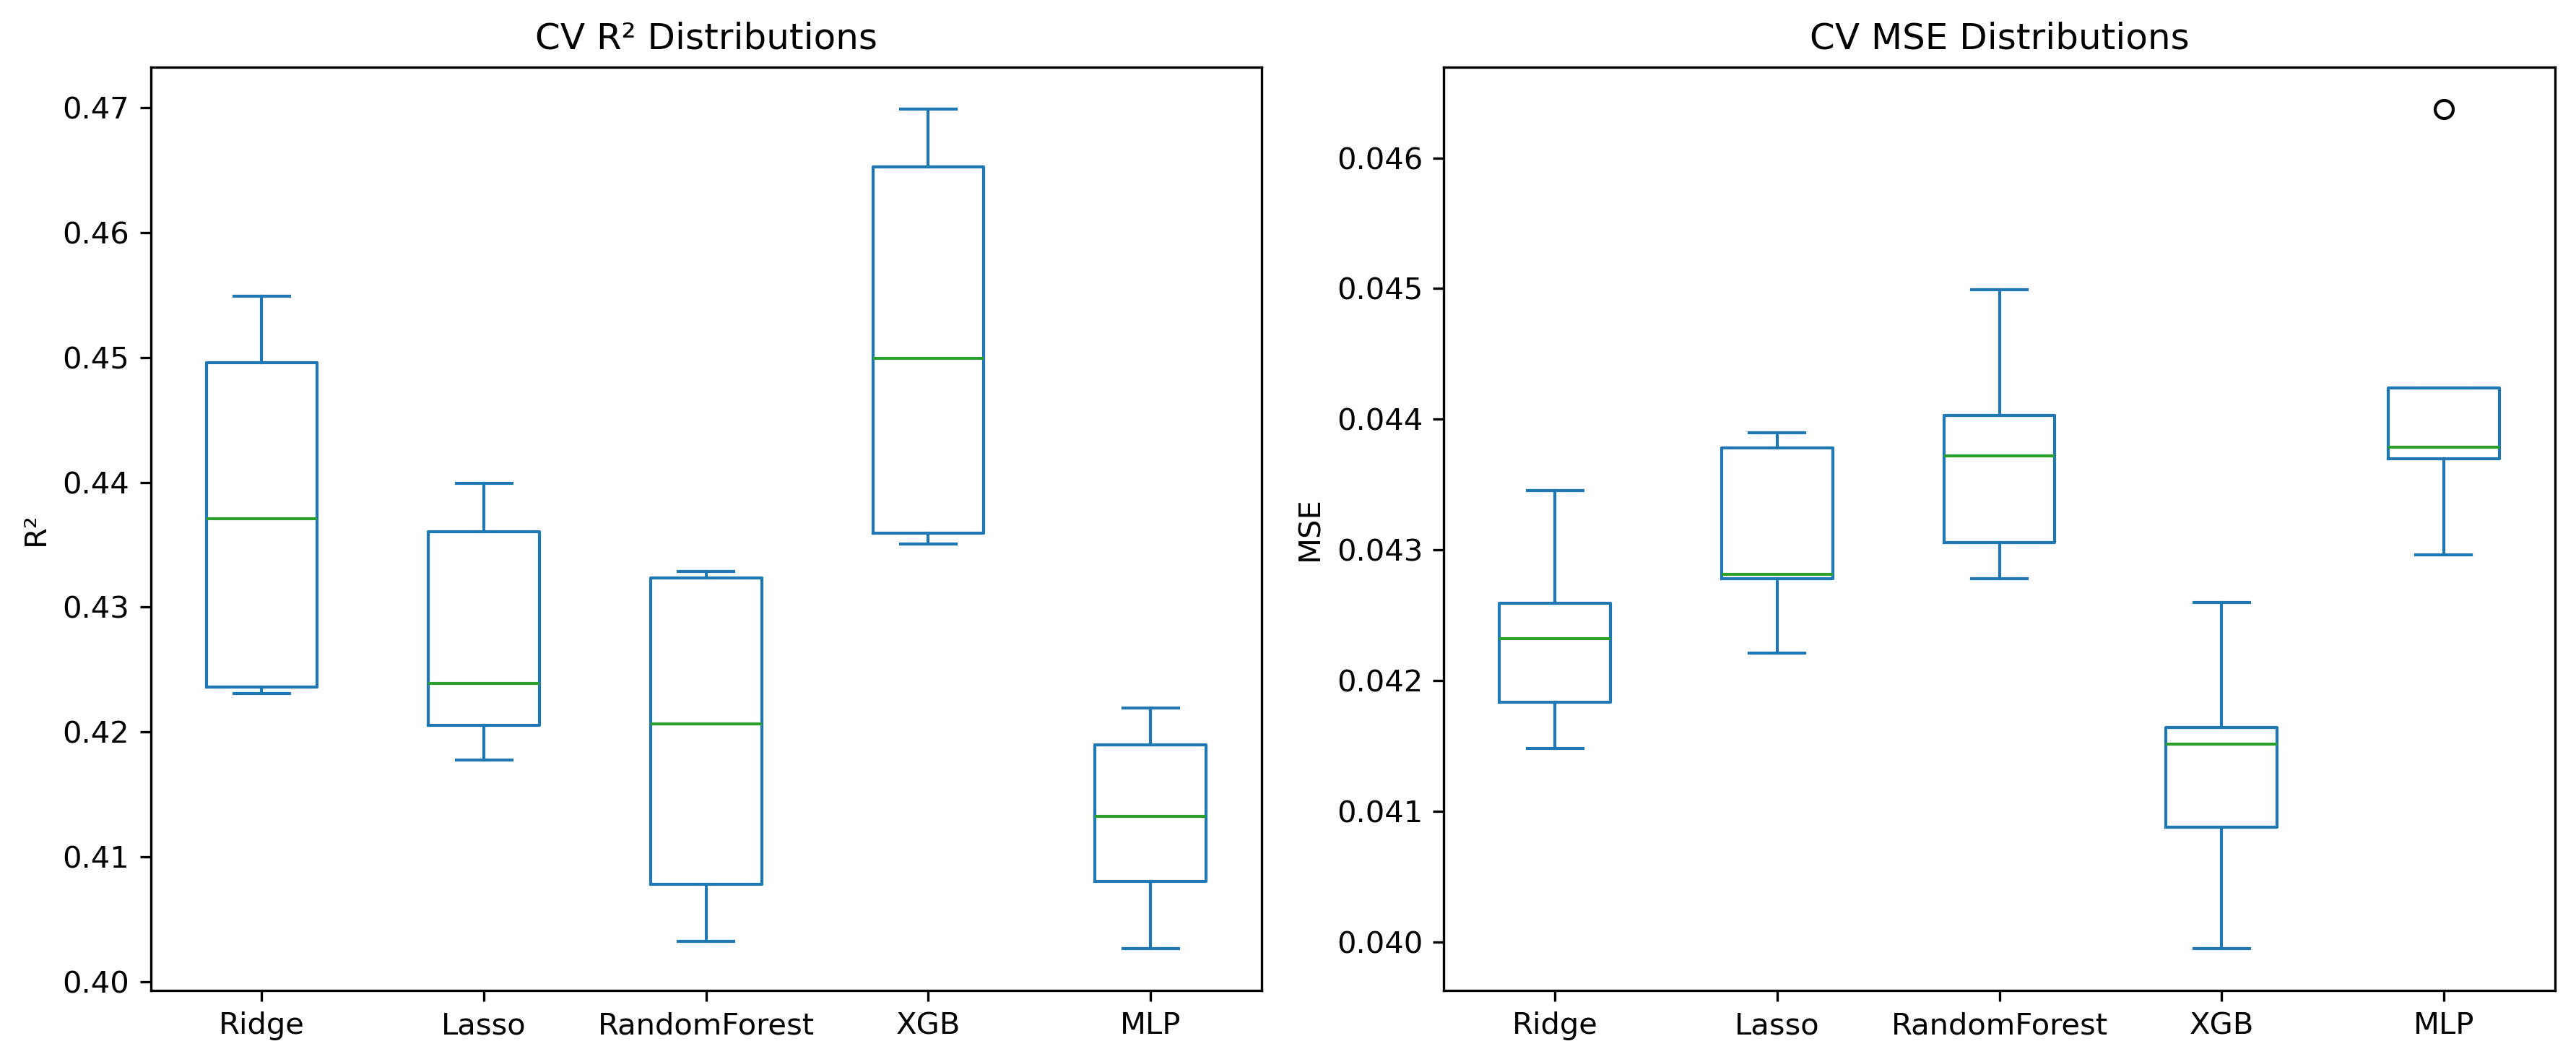 CV R² Distributions
0.47
0.46
0.45
0.44
0.43
0.42
0.41
0.40
R²
Ridge Lasso RandomForest XGB MLP
CV MSE Distributions
0.046
0.045
0.044
0.043
0.042
0.041
0.040
MSE
Ridge Lasso RandomForest XGB MLP